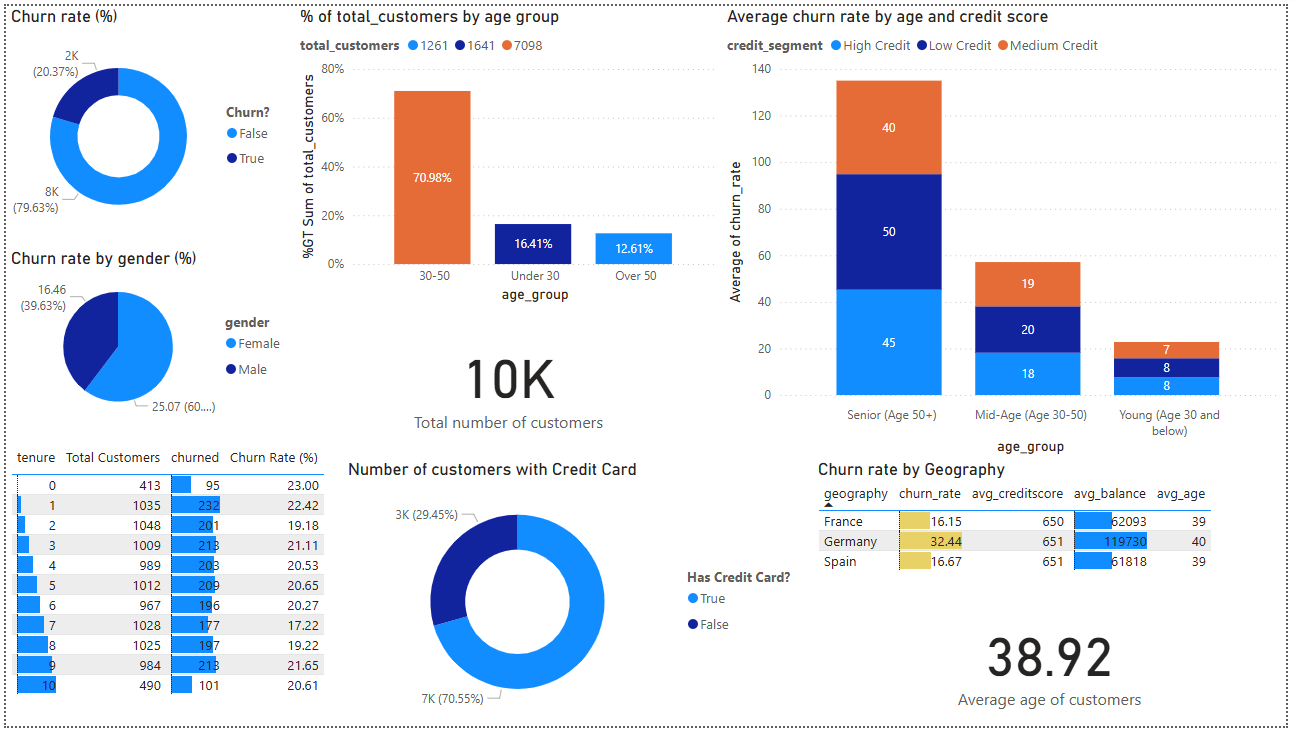 Churn rate (%)
2K
(20.37%)
8K
(79.63%)
Churn?
False
True
% of total_customers by age group
total_customers 1261 1641 7098
%GT Sum of total_customers
80%
60%
40%
20%
0%
70.98%
16.41%
12.61%
30-50
Under 30
Over 50
age_group
Average churn rate by age and credit score
credit_segment High Credit Low Credit Medium Credit
Average of churn_rate
140
120
100
80
60
40
20
0
40
50
45
19
20
18
7
8
8
Senior (Age 50+)
Mid-Age (Age 30-50)
Young (Age 30 and
below)
age_group
Churn rate by gender (%)
16.46
(39.63%)
25.07 (60....)
gender
Female
Male
10K
Total number of customers
tenure Total Customers churned Churn Rate (%)
0 413 95 23.00
1 1035 232 22.42
2 1048 201 19.18
3 1009 213 21.11
4 989 203 20.53
5 1012 209 20.65
6 967 196 20.27
7 1028 177 17.22
8 1025 197 19.22
9 984 213 21.65
10 490 101 20.61
Number of customers with Credit Card
3K (29.45%)
7K (70.55%)
Has Credit Card?
True
False
Churn rate by Geography
geography churn_rate avg_creditscore avg_balance avg_age
France 16.15 650 62093 39
Germany 32.44 651 119730 40
Spain 16.67 651 61818 39
38.92
Average age of customers